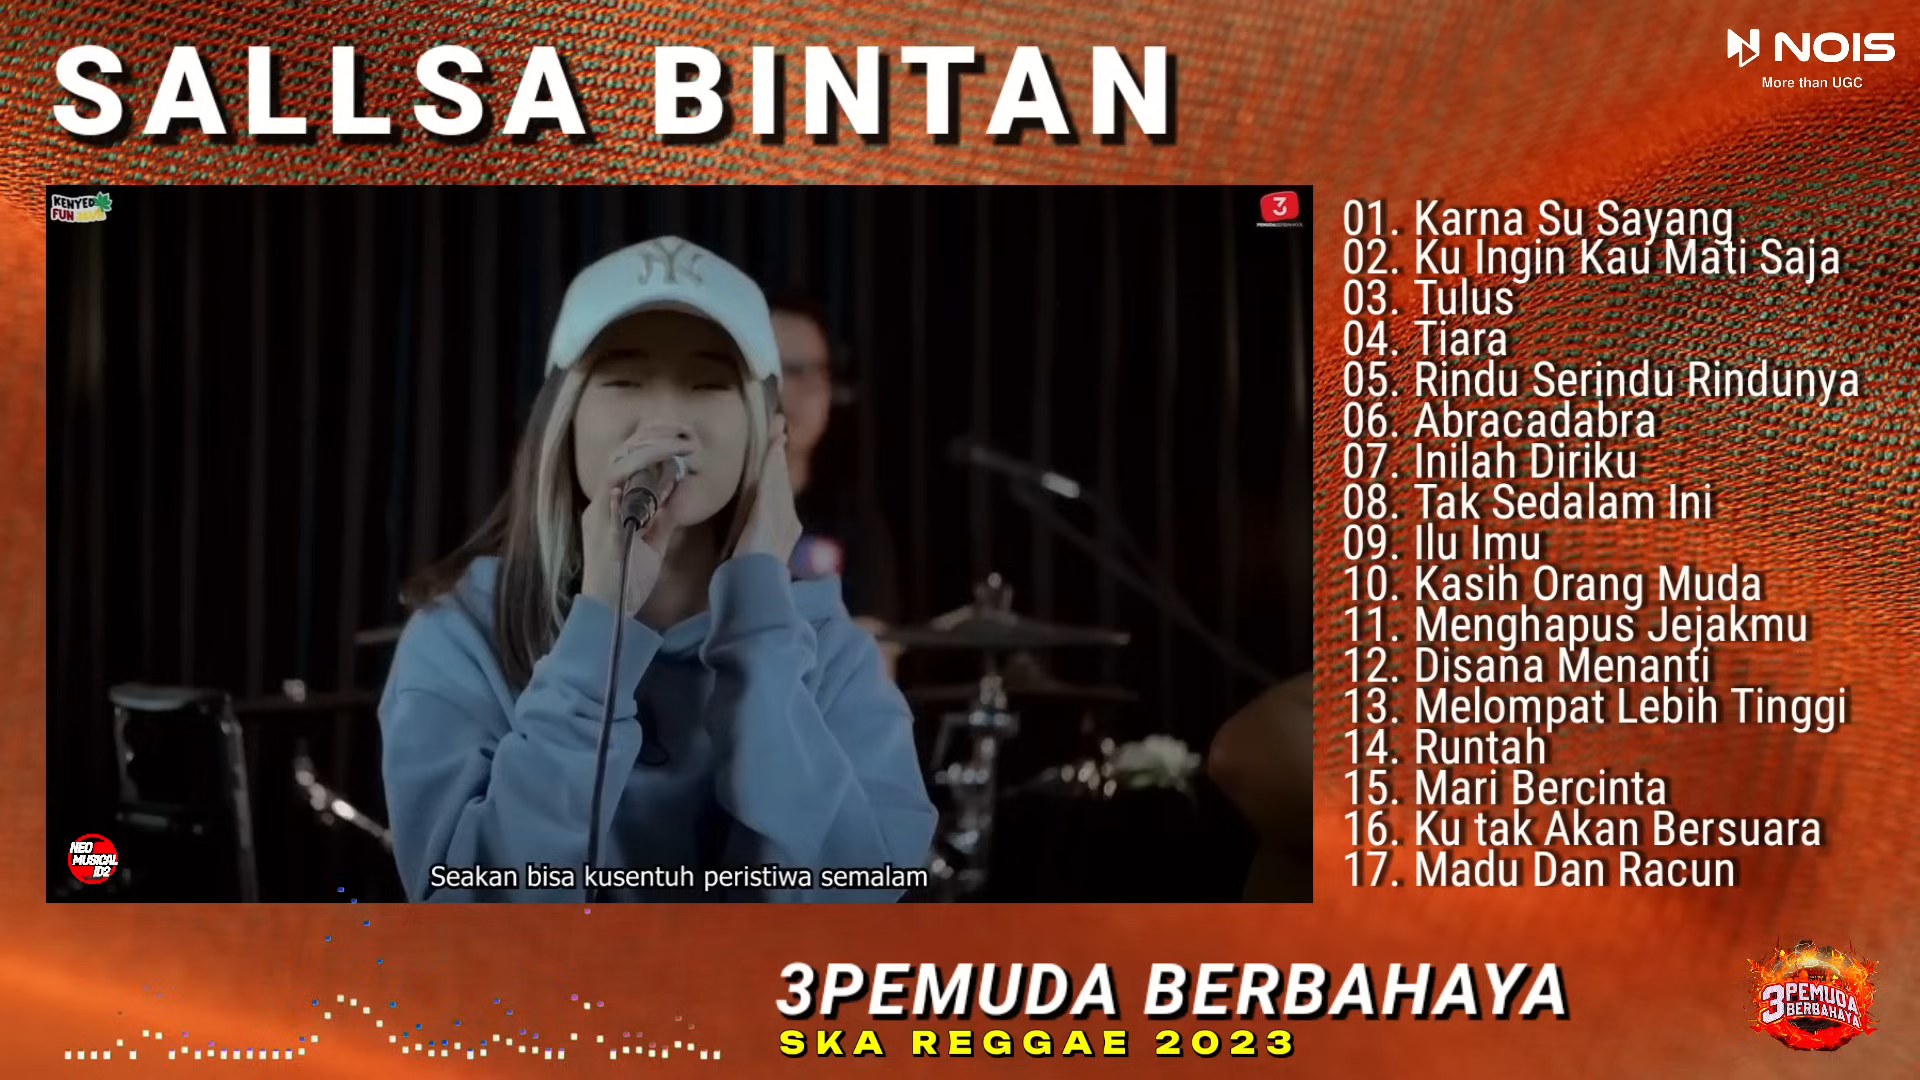 SALLSA BINTAN
NOIS
More than UGC
KENYED
FUN
3
NY
01. Karna Su Sayang
02. Ku Ingin Kau Mati Saja
03. Tulus
04. Tiara
05. Rindu Serindu Rindunya
06. Abracadabra
07. Inilah Diriku
08. Tak Sedalam Ini
09. Ilu Imu
10. Kasih Orang Muda
11. Menghapus Jejakmu
12. Disana Menanti
13. Melompat Lebih Tinggi
14. Runtah
15. Mari Bercinta
16. Ku tak Akan Bersuara
17. Madu Dan Racun
NEO
MUSICAL
ID2
Seakan bisa kusentuh peristiwa semalam
3PEMUDA BERBAHAYA
SKA REGGAE 2023
3PEMUDA
BERBAHAYA